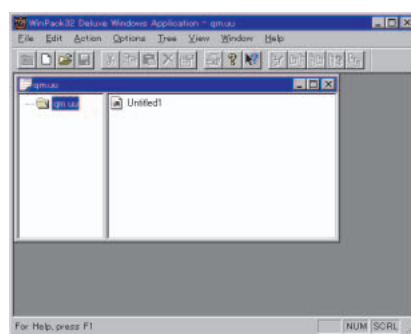 WinPack32 Deluxe Windows Application - qm.uu
File Edit Action Options Tree View Window Help
qm.uu
qm.uu
Untitled1
For Help, press F1
NUM
SCRL